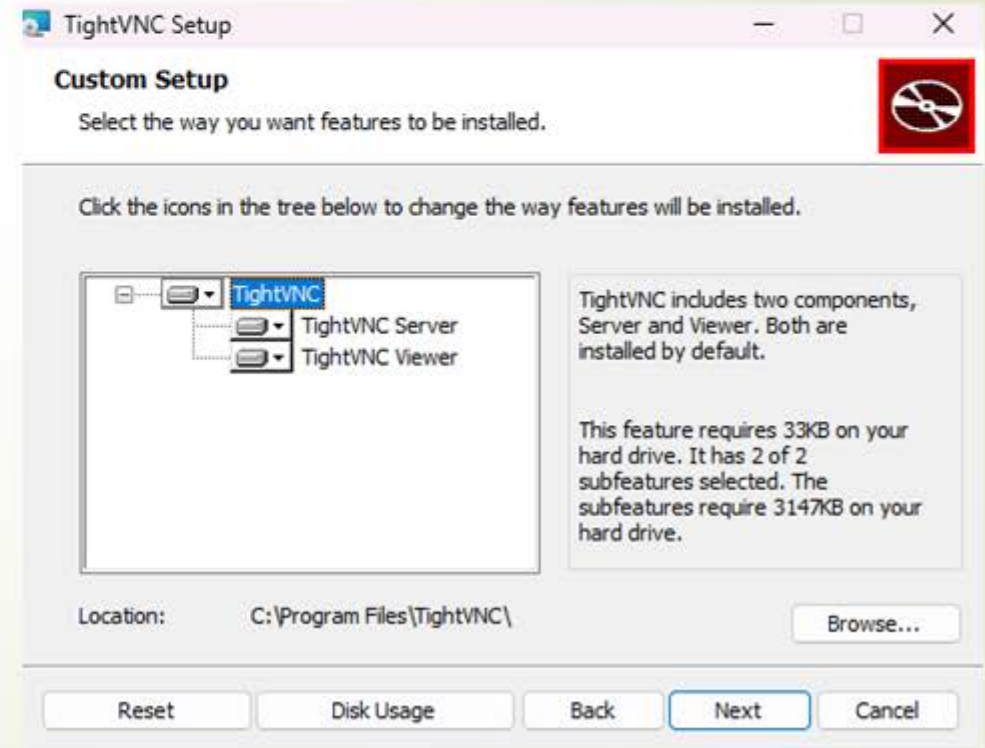 TightVNC Setup
Custom Setup
Select the way you want features to be installed.
Click the icons in the tree below to change the way features will be installed.
TightVNC
TightVNC Server
TightVNC Viewer
TightVNC includes two components,
Server and Viewer. Both are
installed by default.
This feature requires 33KB on your
hard drive. It has 2 of 2
subfeatures selected. The
subfeatures require 3147KB on your
hard drive.
Location: C:\Program Files\TightVNC\
Browse...
Reset Disk Usage Back Next Cancel